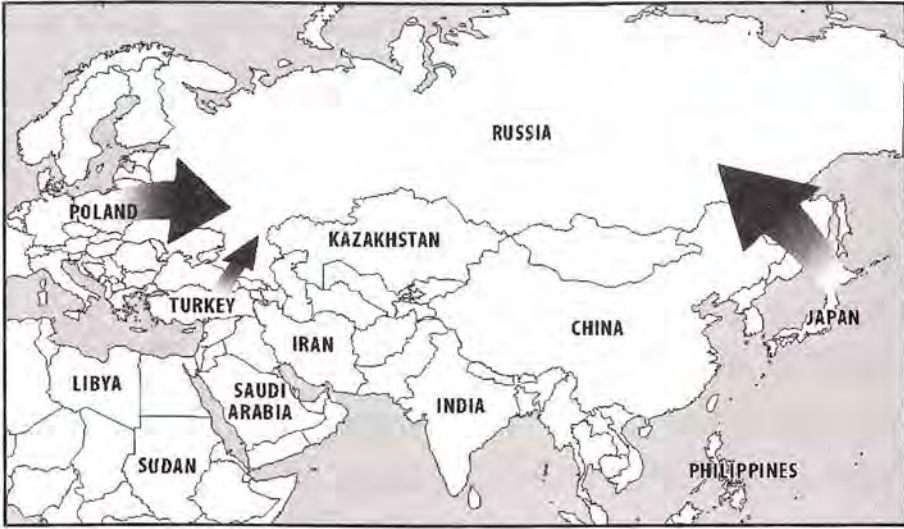 RUSSIA
POLAND
KAZAKHSTAN
TURKEY
CHINA
JAPAN
IRAN
LIBYA
SAUDI
ARABIA
INDIA
SUDAN
PHILIPPINES